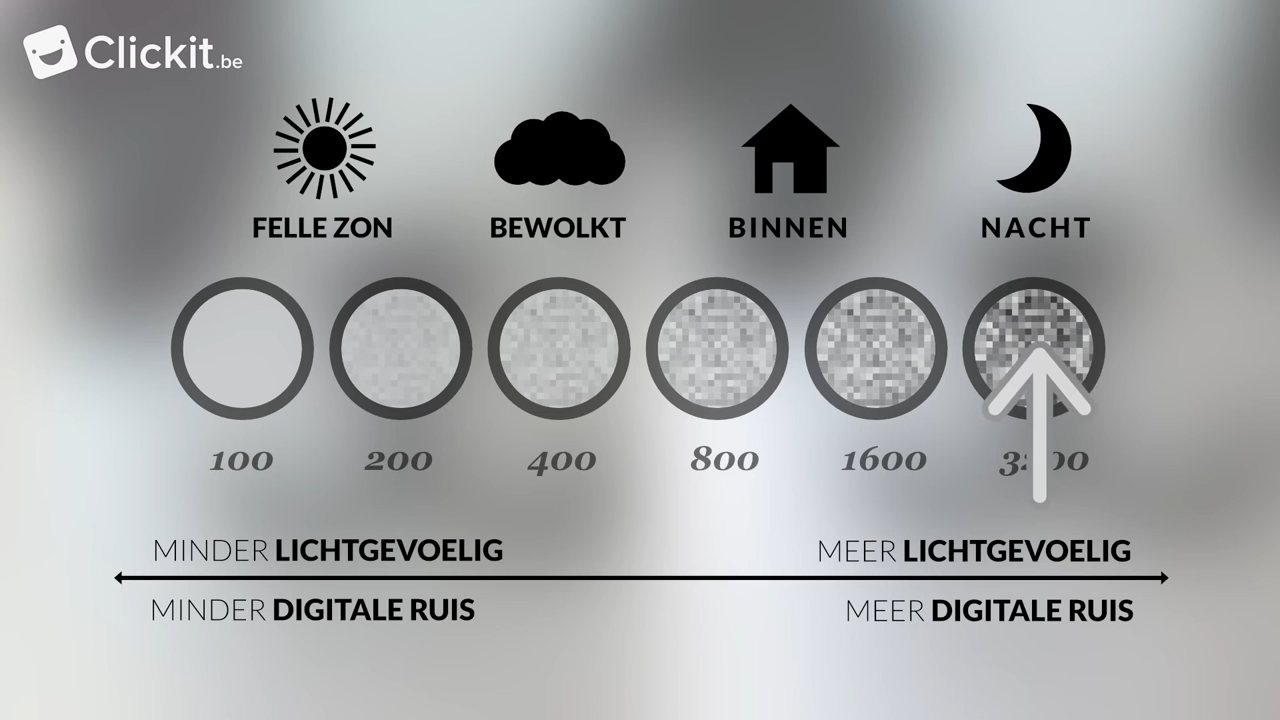 Clickit.be
FELLE ZON BEWOLKT BINNEN NACHT
100 200 400 800 1600
MINDER LICHTGEVOELIG MEER LICHTGEVOELIG
MINDER DIGITALE RUIS MEER DIGITALE RUIS